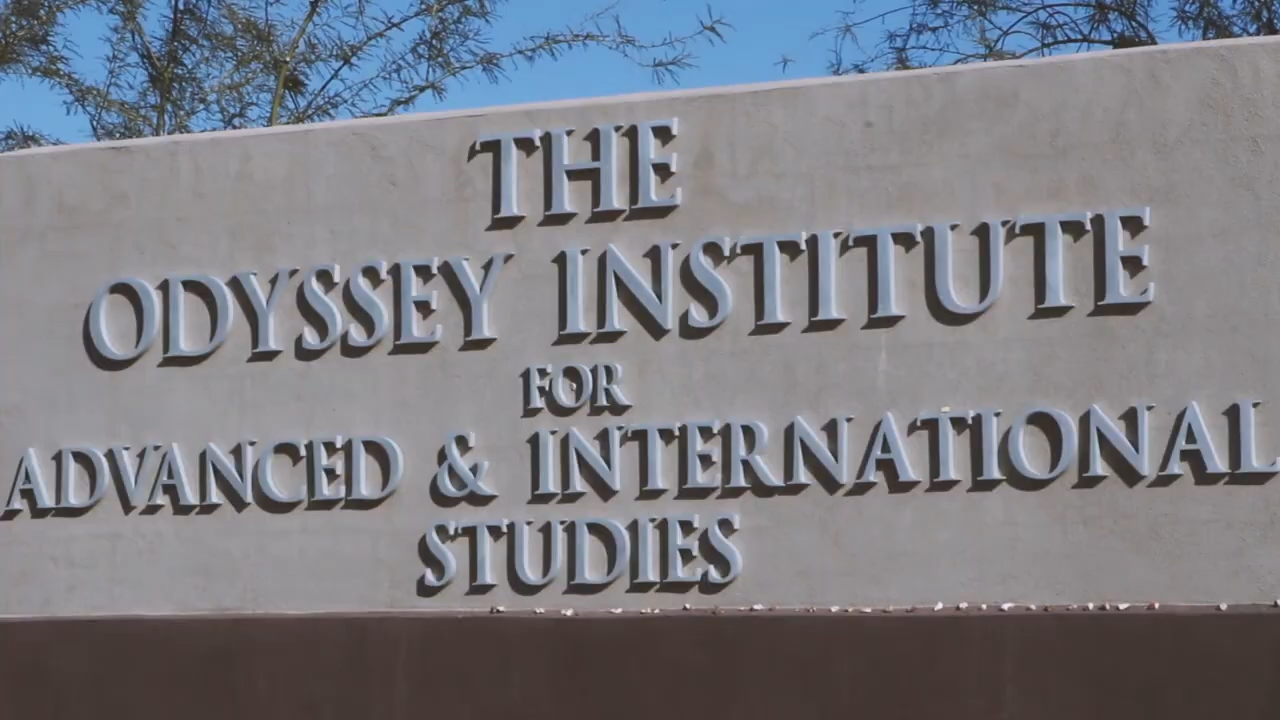 THE
ODYSSEY INSTITUTE
FOR
ADVANCED & INTERNATIONAL
STUDIES